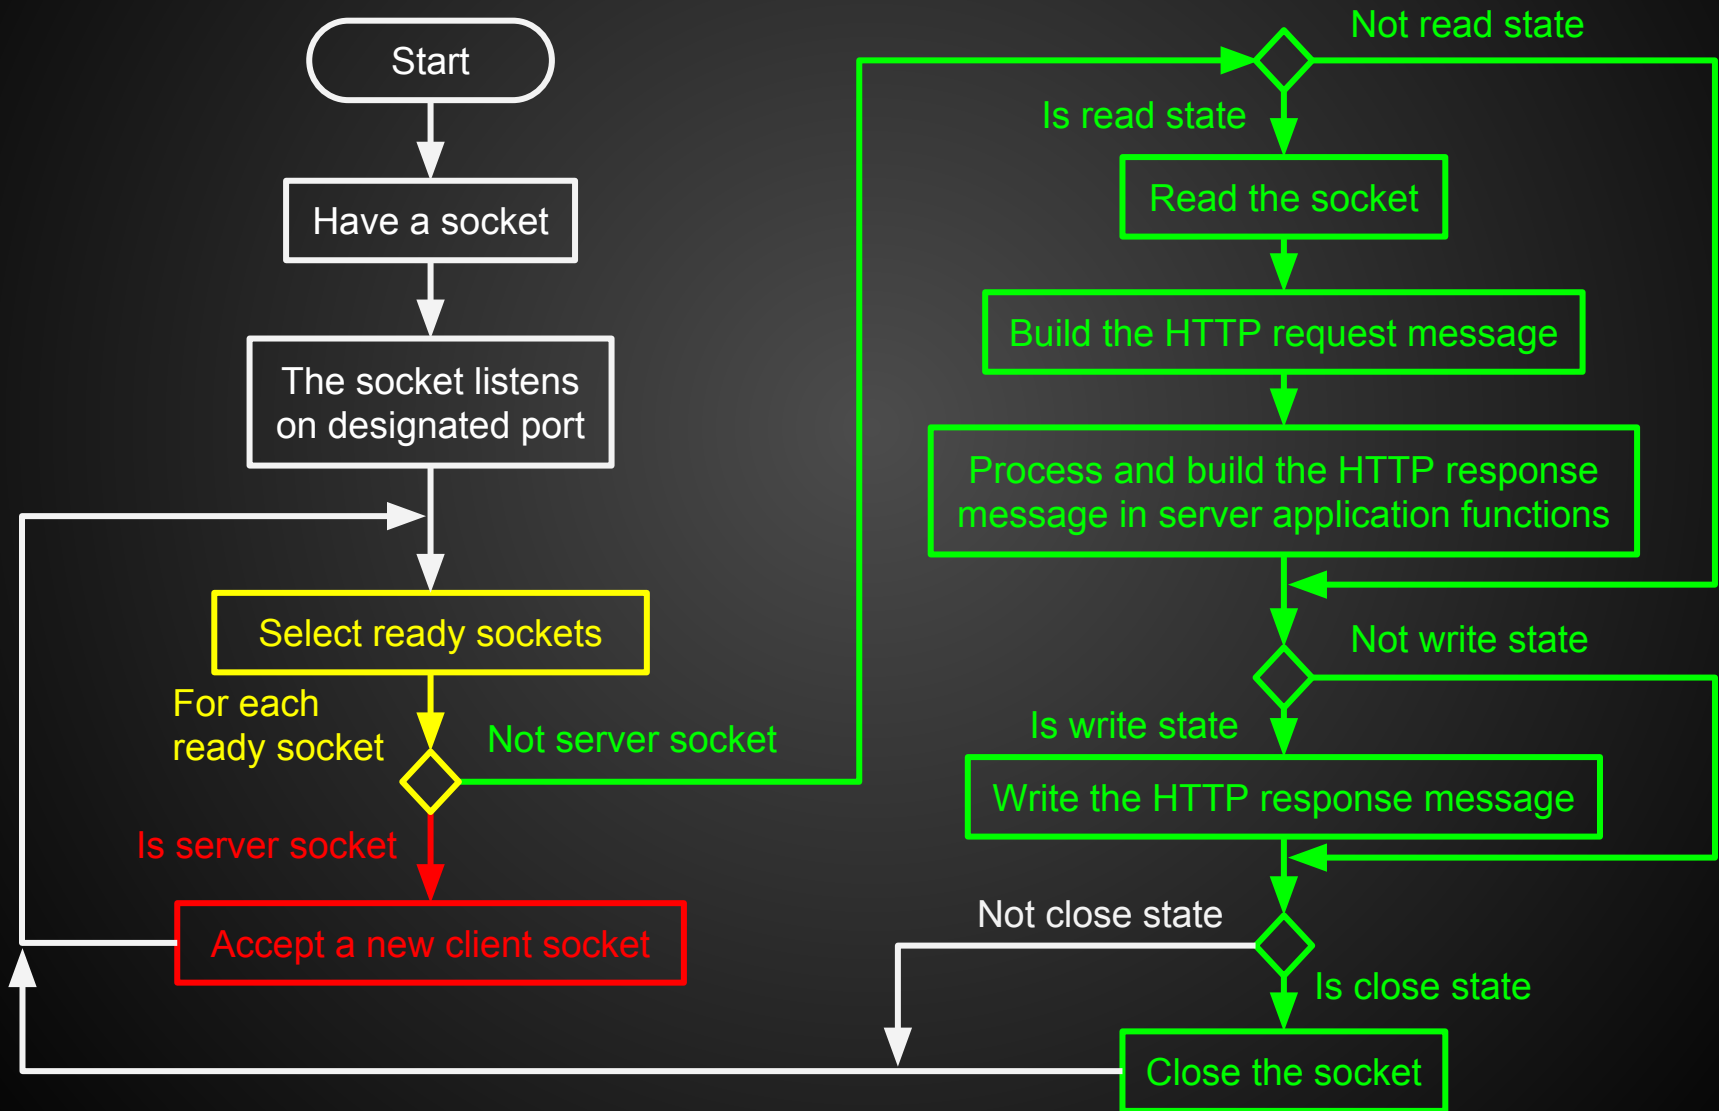 Start
Have a socket
The socket listens
on designated port
Select ready sockets
For each
ready socket
Not server socket
Is server socket
Accept a new client socket
Not read state
Is read state
Read the socket
Build the HTTP request message
Process and build the HTTP response
message in server application functions
Not write state
Is write state
Write the HTTP response message
Not close state
Is close state
Close the socket